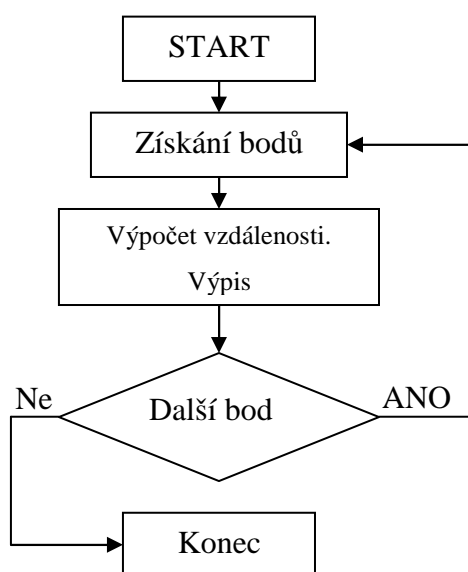 START
Získání bodů
Výpočet vzdálenosti.
Výpis
Ne
Další bod
ANO
Konec